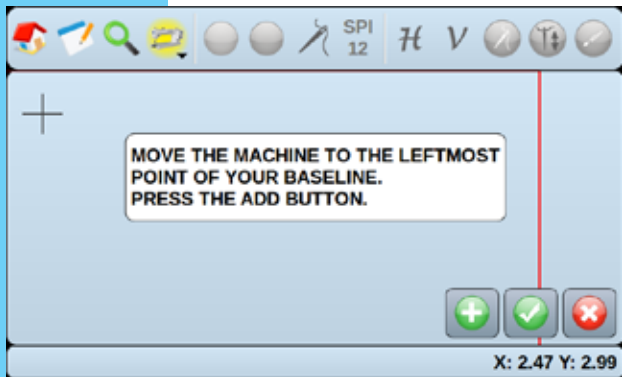 SPI
12
H V
MOVE THE MACHINE TO THE LEFTMOST
POINT OF YOUR BASELINE.
PRESS THE ADD BUTTON.
X: 2.47 Y: 2.99